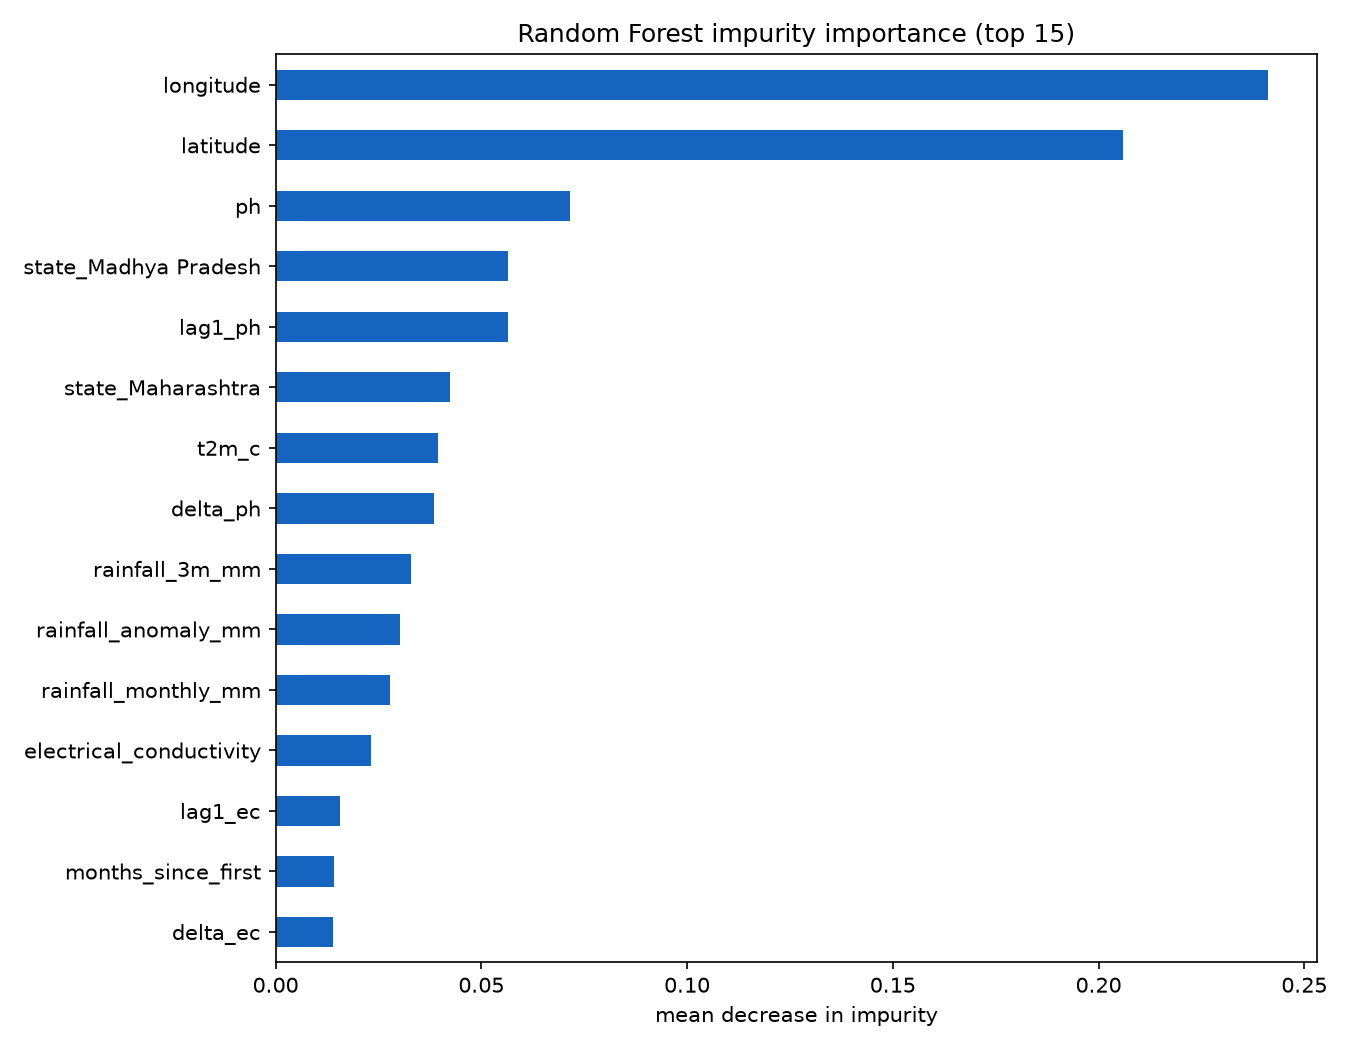 Random Forest impurity importance (top 15)
longitude
latitude
ph
state_Madhya Pradesh
lag1_ph
state_Maharashtra
t2m_c
delta_ph
rainfall_3m_mm
rainfall_anomaly_mm
rainfall_monthly_mm
electrical_conductivity
lag1_ec
months_since_first
delta_ec
0.00 0.05 0.10 0.15 0.20 0.25
mean decrease in impurity